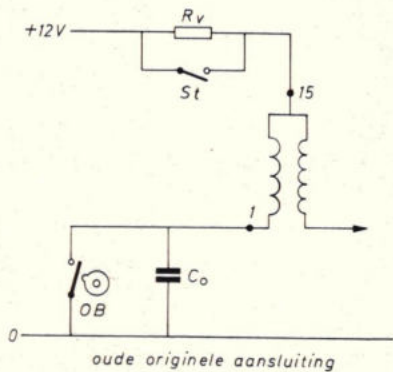 +12V
Rv
St
15
1
Co
OB
0
oude originele aansluiting